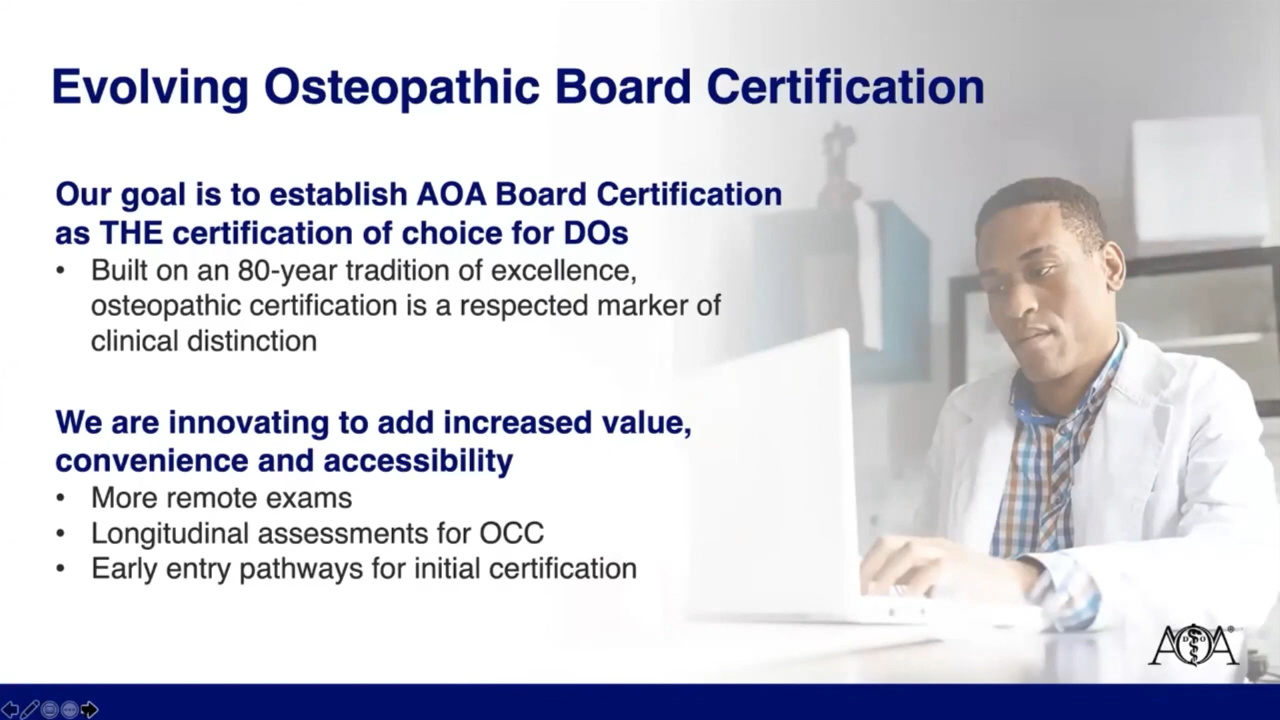 Evolving Osteopathic Board Certification
Our goal is to establish AOA Board Certification
as THE certification of choice for DOs
• Built on an 80-year tradition of excellence,
osteopathic certification is a respected marker of
clinical distinction
We are innovating to add increased value,
convenience and accessibility
• More remote exams
• Longitudinal assessments for OCC
• Early entry pathways for initial certification
AOA®
DO